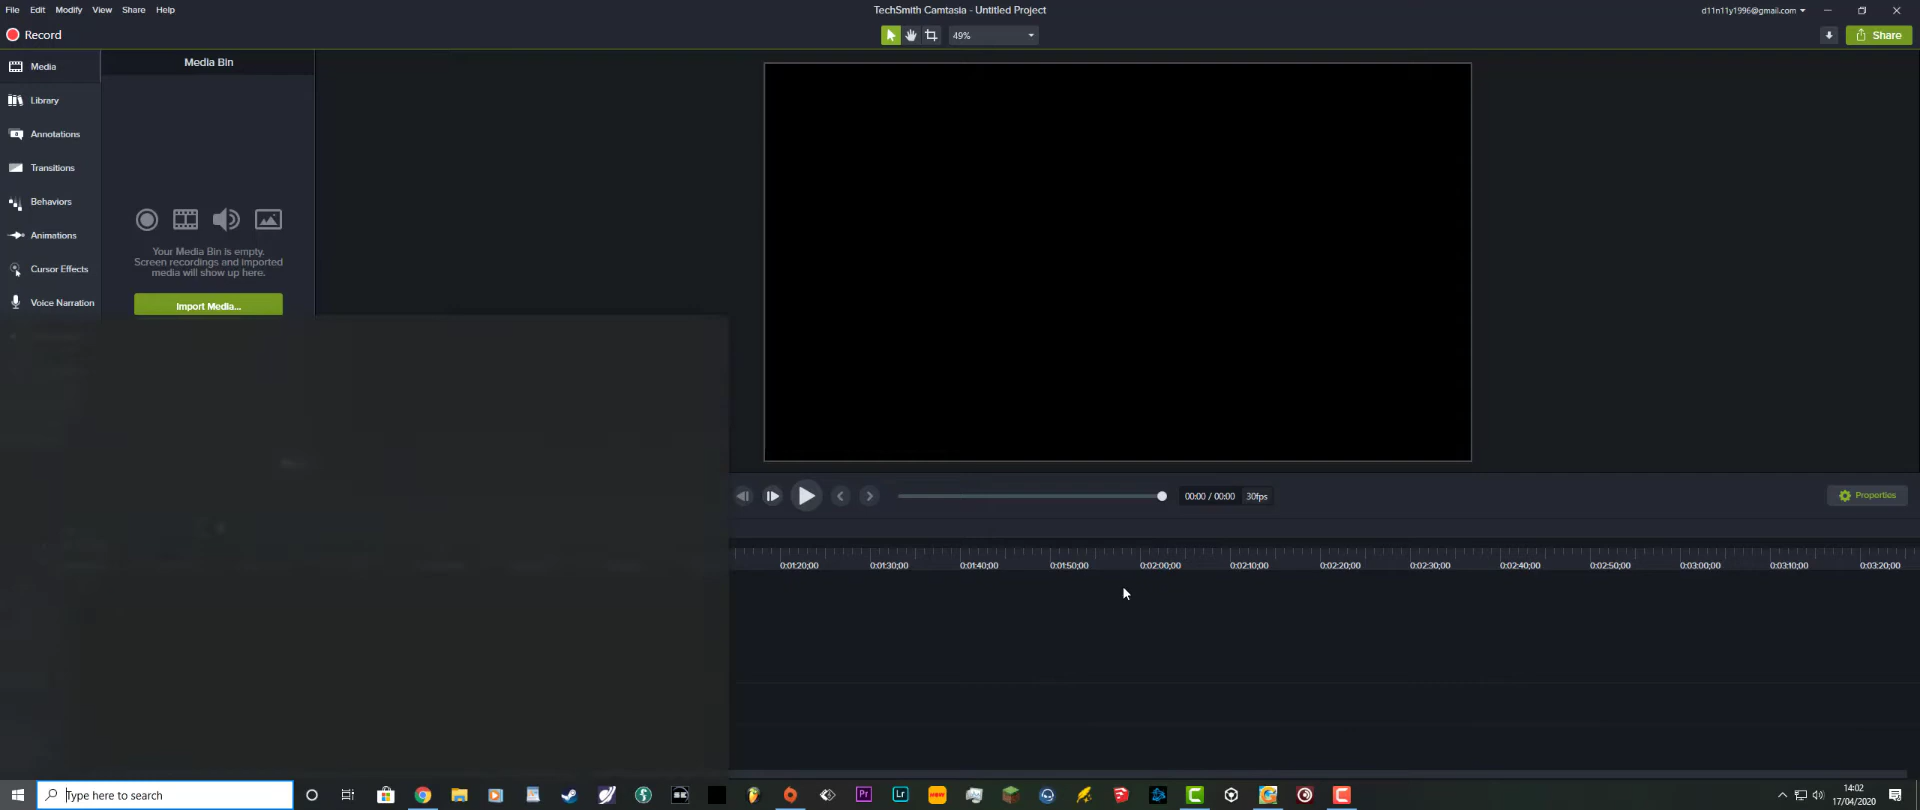 File Edit Modify View Share Help
TechSmith Camtasia - Untitled Project
d11n11y1996@gmail.com
Record
49%
Share
Media
Media Bin
Library
Annotations
Transitions
Behaviors
Animations
Your Media Bin is empty.
Screen recordings and imported
media will show up here.
Cursor Effects
Voice Narration
Import Media...
00:00 / 00:00 30fps
Properties
0:01:20;00 0:01:30;00 0:01:40;00 0:01:50;00 0:02:00;00 0:02:10;00 0:02:20;00 0:02:30;00 0:02:40;00 0:02:50;00 0:03:00;00 0:03:10;00 0:03:20;00
Type here to search
Pr
Lr
14:02
17/04/2020